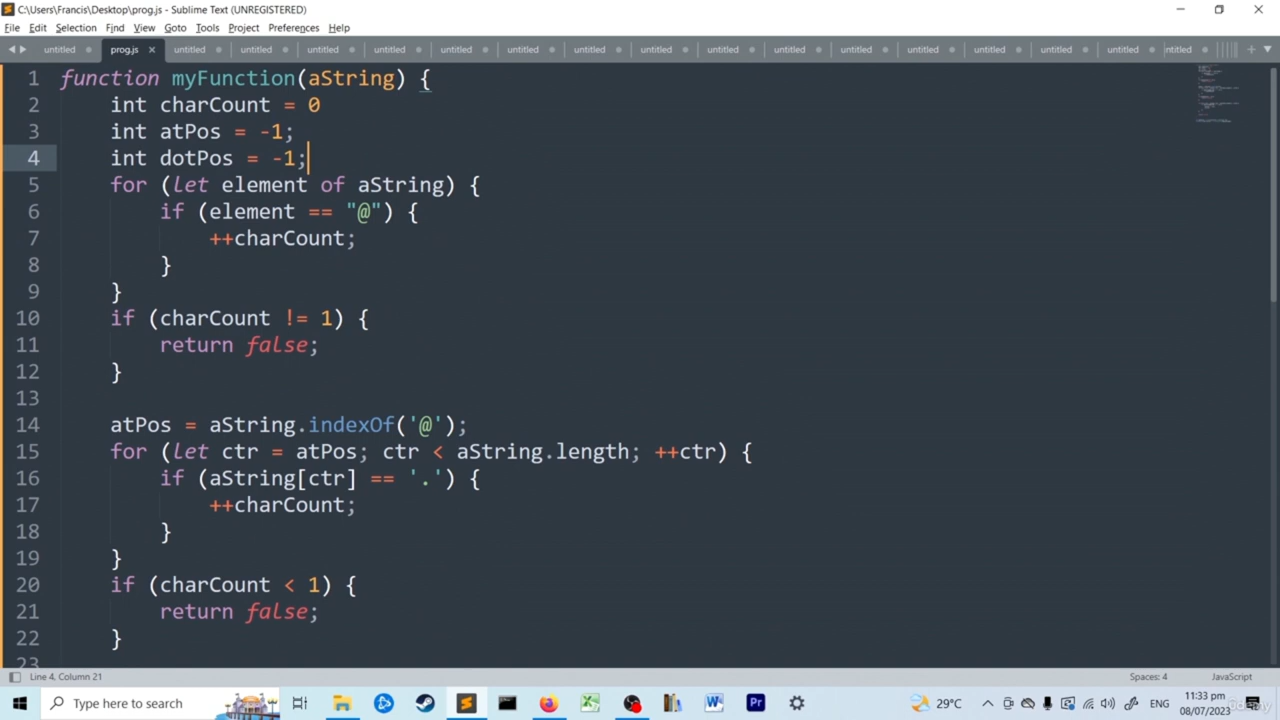 C:\Users\Francis\Desktop\prog.js - Sublime Text (UNREGISTERED)
File Edit Selection Find View Goto Tools Project Preferences Help
untitled prog.js untitled untitled untitled untitled untitled untitled untitled untitled untitled untitled untitled untitled untitled untitled untitled ntitled
1 function myFunction(aString) {
2 int charCount = 0
3 int atPos = -1;
4 int dotPos = -1;
5 for (let element of aString) {
6 if (element == "@") {
7 ++charCount;
8 }
9 }
10 if (charCount != 1) {
11 return false;
12 }
13
14 atPos = aString.indexOf('@');
15 for (let ctr = atPos; ctr < aString.length; ++ctr) {
16 if (aString[ctr] == '.') {
17 ++charCount;
18 }
19 }
20 if (charCount < 1) {
21 return false;
22 }
23
Line 4, Column 21 Spaces: 4 JavaScript
Type here to search 29°C ENG 11:33 pm
08/07/2023
udemy